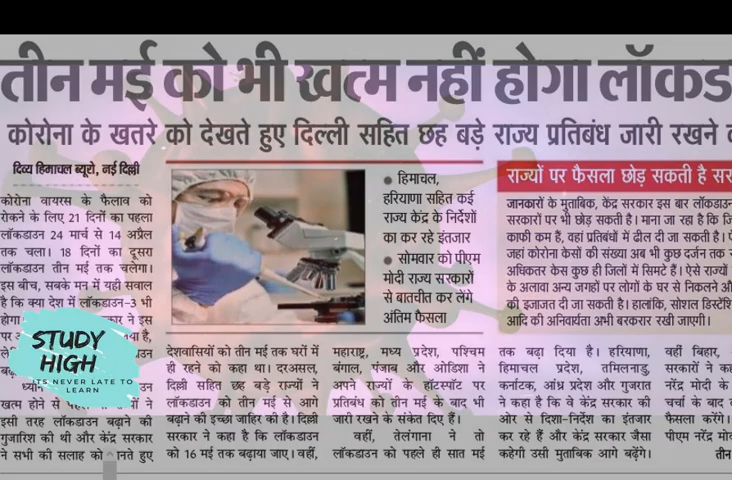 तीन मई को भी खत्म नहीं होगा लॉकड
कोरोना के खतरे को देखते हुए दिल्ली सहित छह बड़े राज्य प्रतिबंध जारी रखने
दिव्य हिमाचल ब्यूरो, नई दिल्ली
कोरोना वायरस के फैलाव को
रोकने के लिए 21 दिनों का पहला
लॉकडाउन 24 मार्च से 14 अप्रैल
तक चला। 18 दिनों का दूसरा
लॉकडाउन तीन मई तक चलेगा।
इस बीच, सबके मन में यही सवाल
है कि क्या देश में लॉकडाउन-3 भी
होगा
ने इस
पर
STUDY
HIGH
ITS NEVER LATE TO
LEARN
खत्म होने से
ने
इसी तरह लॉकडाउन बढ़ाने की
गुजारिश की थी और केंद्र सरकार
ने सभी की सलाह को
हुए
देशवासियों को तीन मई तक घरों में
ही रहने को कहा था। दरअसल,
दिल्ली सहित छह बड़े राज्यों ने
लॉकडाउन को तीन मई से आगे
बढ़ाने की इच्छा जाहिर की है। दिल्ली
सरकार ने कहा है कि लॉकडाउन
को 16 मई तक बढ़ाया जाए। वहीं,
● हिमाचल,
हरियाणा सहित कई
राज्य केंद्र के निर्देशों
का कर रहे इंतजार
● सोमवार को पीएम
मोदी राज्य सरकारों
से बातचीत कर लेंगे
अंतिम फैसला
महाराष्ट्र, मध्य प्रदेश, पश्चिम
बंगाल, पंजाब और ओडिशा ने
अपने राज्यों के हॉटस्पॉट पर
प्रतिबंध को तीन मई के बाद भी
जारी रखने के संकेत दिए हैं।
वहीं, तेलंगाना ने तो
लॉकडाउन को पहले ही सात मई
राज्यों पर फैसला छोड़ सकती है सर
जानकारों के मुताबिक, केंद्र सरकार इस बार लॉकडाउन
सरकारों पर भी छोड़ सकती है। माना जा रहा है कि जि
काफी कम हैं, वहां प्रतिबंधों में ढील दी जा सकती है।
जहां कोरोना केसों की संख्या अब भी कुछ दर्जन तक
अधिकतर केस कुछ ही जिलों में सिमटे हैं। ऐसे राज्यों
के अलावा अन्य जगहों पर लोगों के घर से निकलने और
की इजाजत दी जा सकती है। हालांकि, सोशल डिस्टेंसि
आदि की अनिवार्यता अभी बरकरार रखी जाएगी।
तक बढ़ा दिया है। हरियाणा,
हिमाचल प्रदेश, तमिलनाडु,
कर्नाटक, आंध्र प्रदेश और गुजरात
ने कहा है कि वे केंद्र सरकार की
ओर से दिशा-निर्देश का इंतजार
कर रहे हैं और केंद्र सरकार जैसा
कहेगी उसी मुताबिक आगे बढ़ेंगे।
वहीं बिहार,
सरकारों ने कहा
नरेंद्र मोदी के
चर्चा के बाद
फैसला करेंगे।
पीएम नरेंद्र मो
तीन